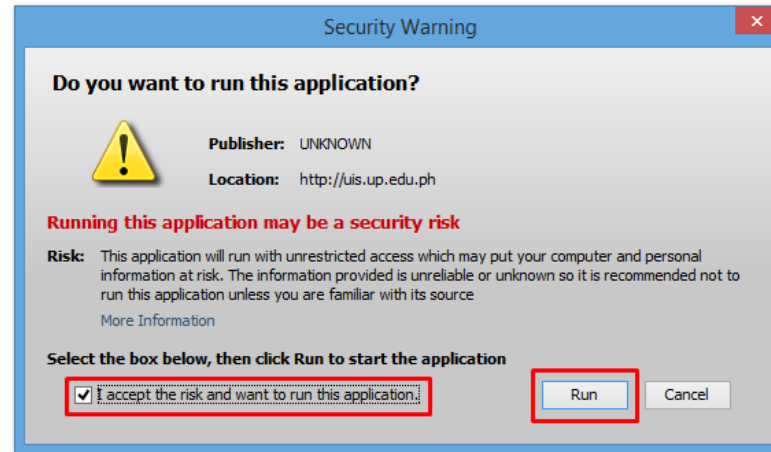 Security Warning
Do you want to run this application?
Publisher: UNKNOWN
Location: http://uis.up.edu.ph
Running this application may be a security risk
Risk: This application will run with unrestricted access which may put your computer and personal
information at risk. The information provided is unreliable or unknown so it is recommended not to
run this application unless you are familiar with its source
More Information
Select the box below, then click Run to start the application
I accept the risk and want to run this application.
Run Cancel